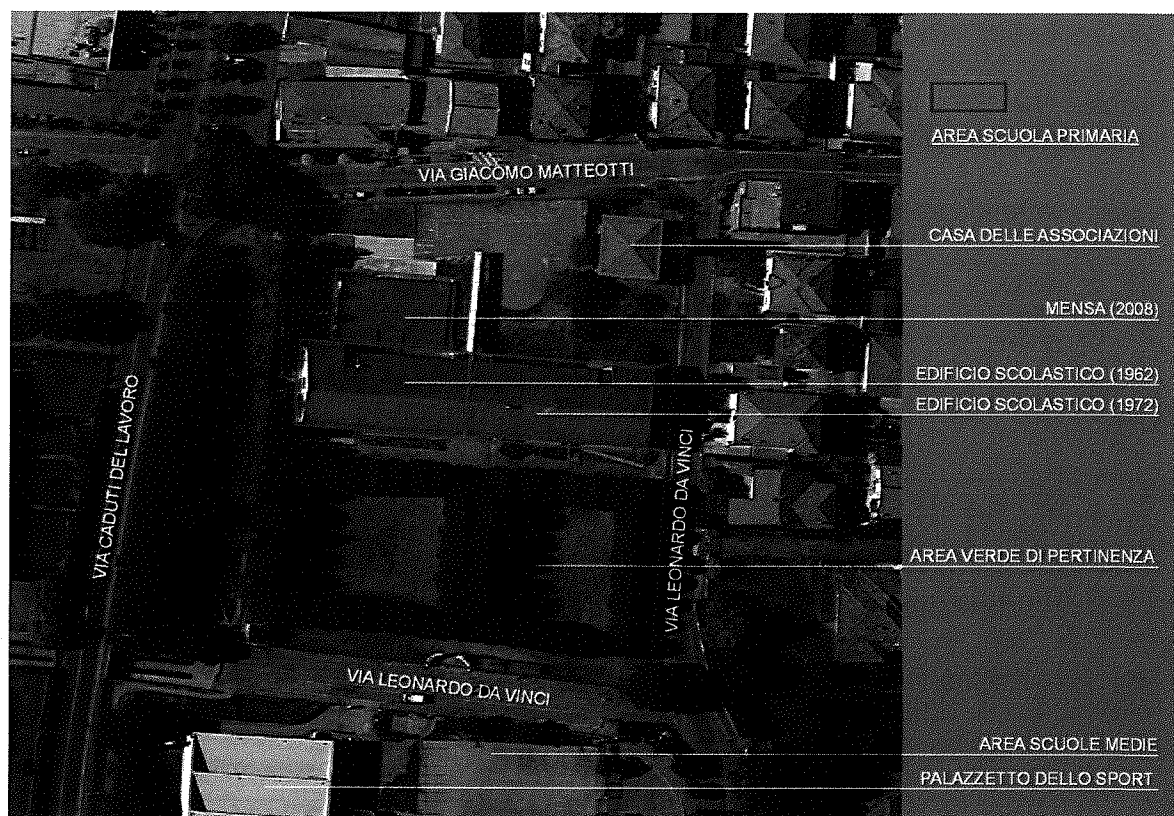 AREA SCUOLA PRIMARIA
VIA GIACOMO MATTEOTTI
CASA DELLE ASSOCIAZIONI
MENSA (2008)
EDIFICIO SCOLASTICO (1962)
EDIFICIO SCOLASTICO (1972)
VIA CADUTI DEL LAVORO
VIA LEONARDO DA VINCI
AREA VERDE DI PERTINENZA
VIA LEONARDO DA VINCI
AREA SCUOLE MEDIE
PALAZZETTO DELLO SPORT